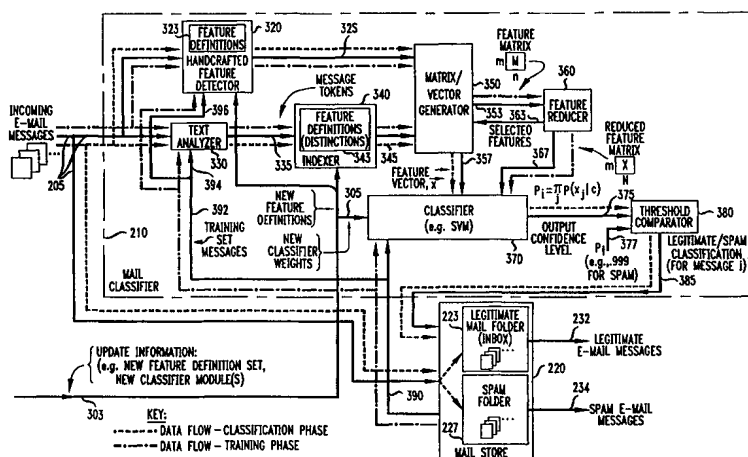 323
FEATURE
DEFINITIONS
HANDCRAFTED
FEATURE
DETECTOR
320
325
FEATURE
MATRIX
m M
n
MATRIX/
VECTOR
GENERATOR
350
353
363
SELECTED
FEATURES
360
FEATURE
REDUCER
INCOMING
E-MAIL
MESSAGES
205
396
MESSAGE
TOKENS
TEXT
ANALYZER
330
335
340
FEATURE
DEFINITIONS
(DISTINCTIONS)
343
INDEXER
345
357
367
REDUCED
FEATURE
MATRIX
m X
N
394
392
TRAINING
SET
MESSAGES
210
MAIL
CLASSIFIER
NEW
FEATURE
DEFINITIONS
305
NEW
CLASSIFIER
WEIGHTS
FEATURE
VECTOR, x
CLASSIFIER
(e.g. SVM)
370
Pi=πp(xj|c)
j
375
OUTPUT
CONFIDENCE
LEVEL
Pt
377
(e.g.,.999
FOR SPAM)
THRESHOLD
COMPARATOR
380
LEGITIMATE/SPAM
CLASSIFICATION
(FOR MESSAGE i)
385
223
LEGITIMATE
MAIL FOLDER
(INBOX)
220
232
LEGITIMATE
E-MAIL MESSAGES
SPAM
FOLDER
227
234
SPAM E-MAIL
MESSAGES
MAIL STORE
390
UPDATE INFORMATION:
(e.g. NEW FEATURE DEFINITION SET,
NEW CLASSIFIER MODULE(S)
303
KEY:
DATA FLOW-CLASSIFICATION PHASE
DATA FLOW-TRAINING PHASE